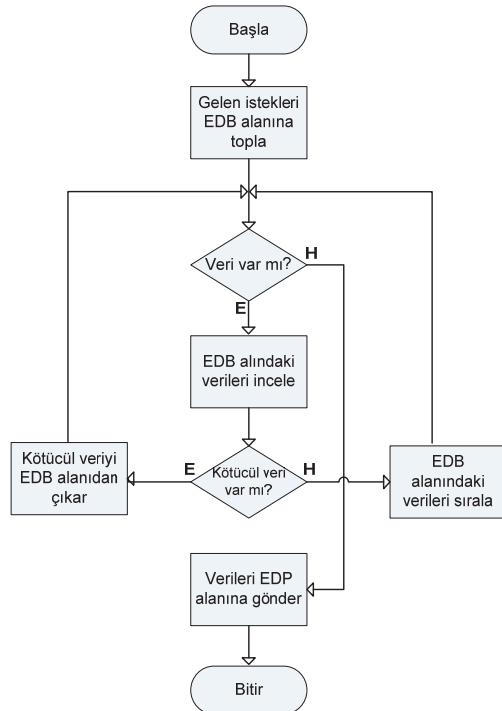 Başla
Gelen istekleri
EDB alanına
topla
Veri var mı?
H
E
EDB alındaki
verileri incele
Kötücül veriyi
EDB alanıdan
çıkar
E
Kötücül veri
var mı?
H
EDB
alanındaki
verileri sırala
Verileri EDP
alanına gönder
Bitir